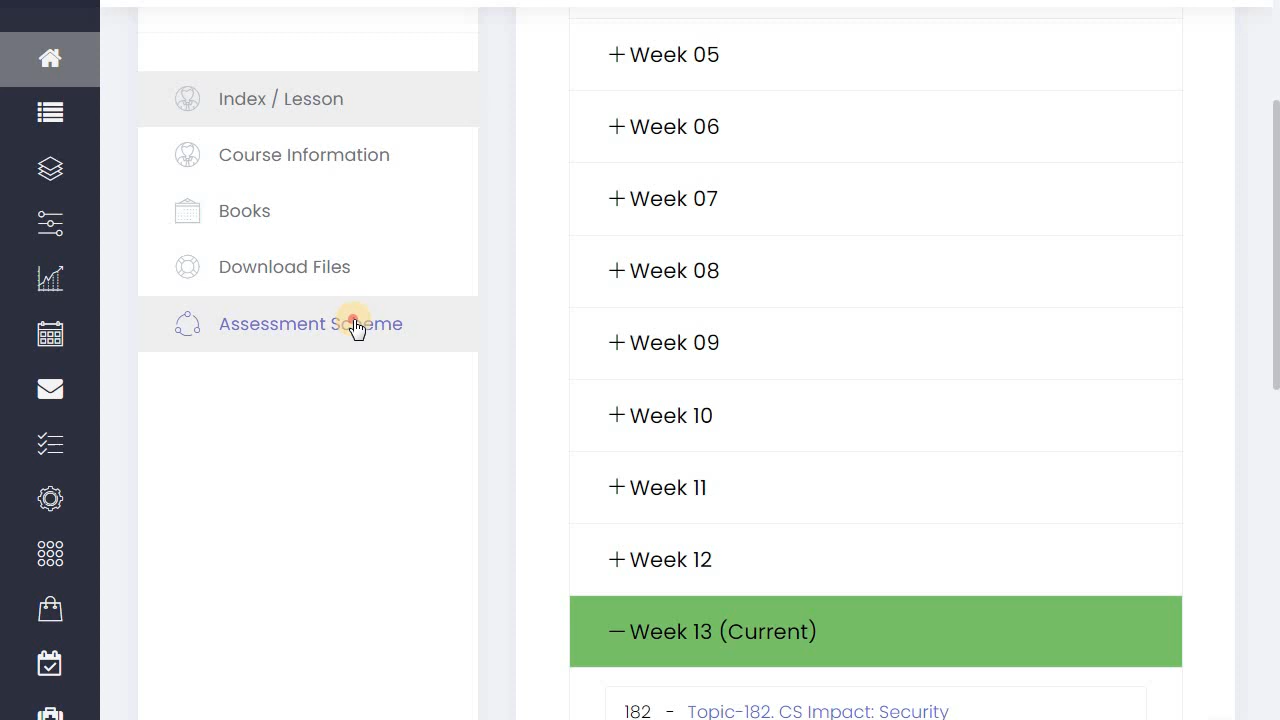 Index / Lesson
Course Information
Books
Download Files
Assessment Scheme
Week 05
Week 06
Week 07
Week 08
Week 09
Week 10
Week 11
Week 12
Week 13 (Current)
182 - Topic-182. CS Impact: Security